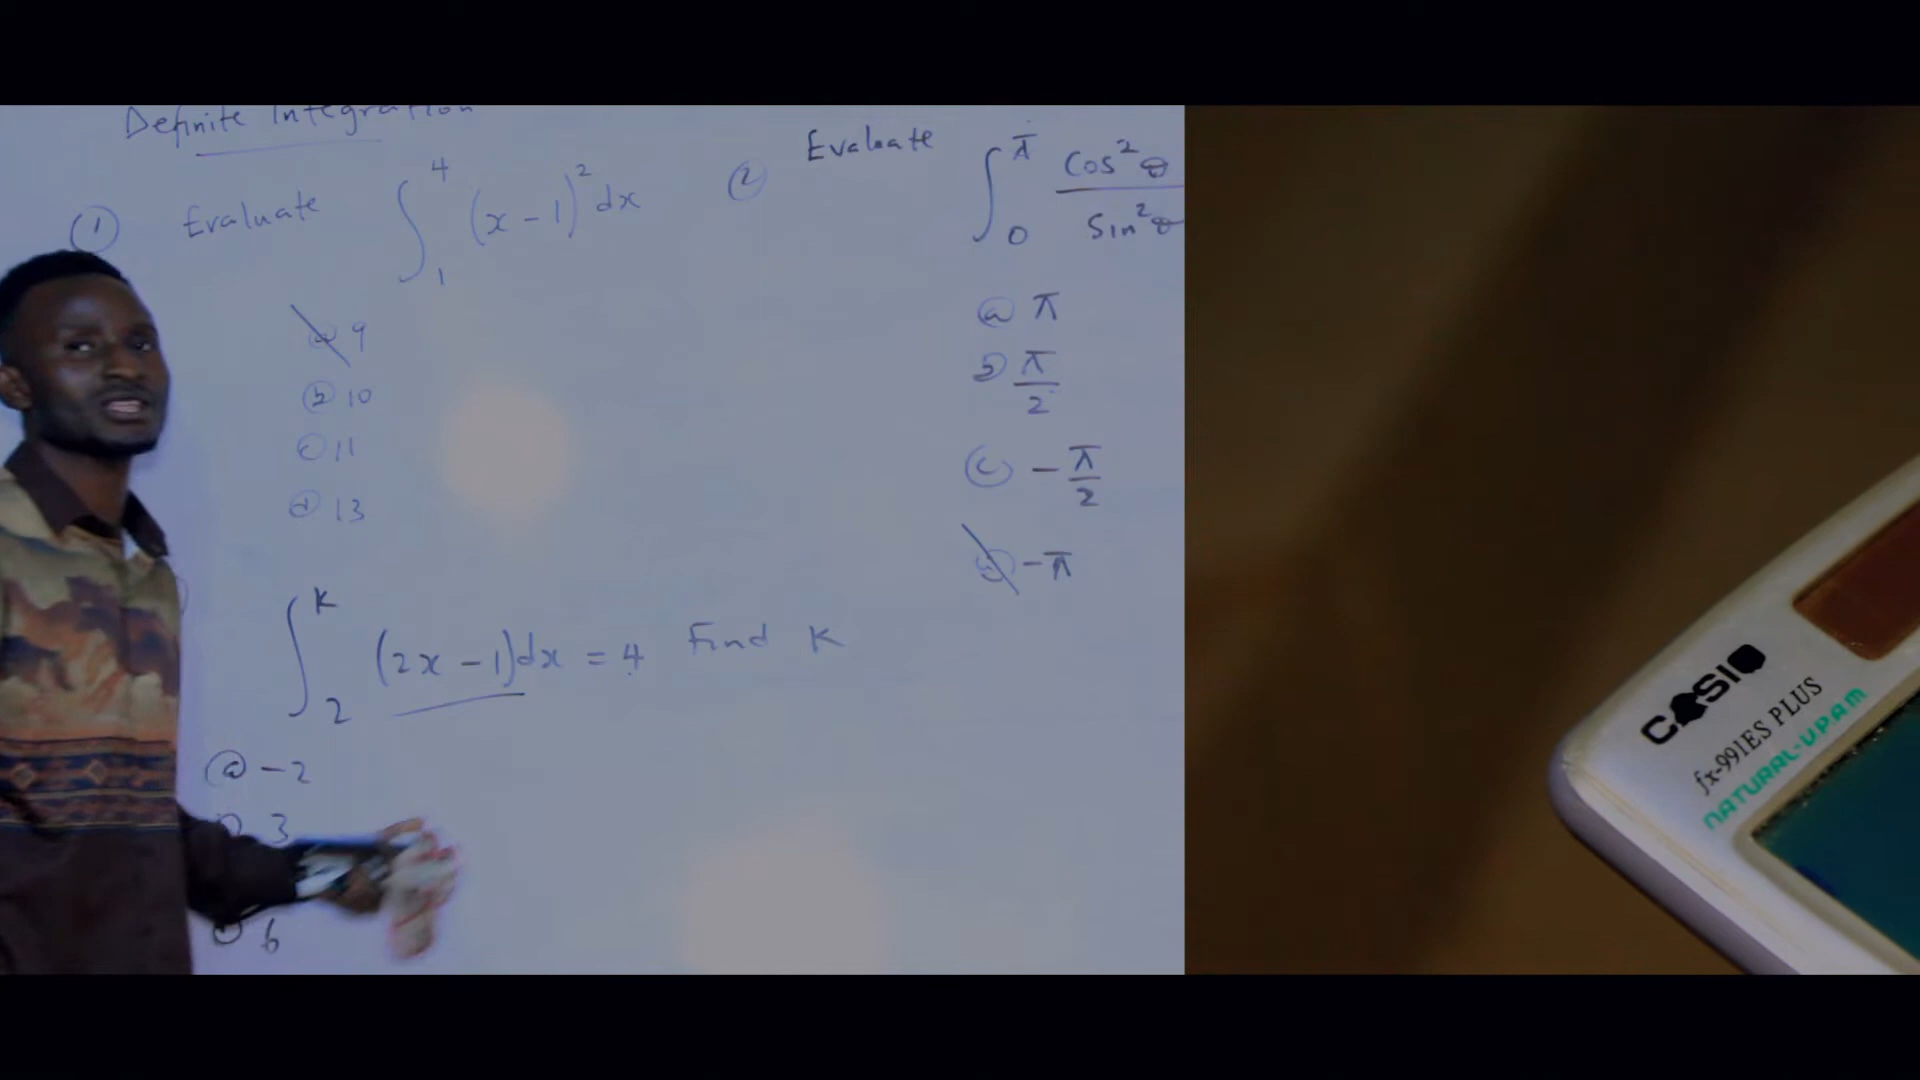 Definite Integration
① Evaluate ∫₁⁴ (x - 1)² dx
ⓐ 9
ⓑ 10
ⓒ 11
ⓓ 13
② Evaluate ∫₀^π cos²θ / sin²θ
ⓐ π
ⓑ π/2
ⓒ -π/2
ⓓ -π
∫₂^K (2x - 1)dx = 4 Find K
ⓐ -2
ⓑ 3
6
CASIO
fx-991ES PLUS
NATURAL-V.P.A.M.